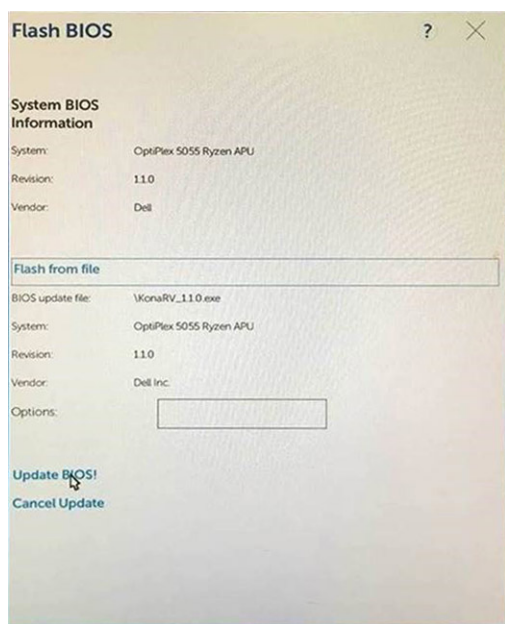 Flash BIOS
?
System BIOS
Information
System: OptiPlex 5055 Ryzen APU
Revision: 1.1.0
Vendor: Dell
Flash from file
BIOS update file: \KonaRV_1.1.0.exe
System: OptiPlex 5055 Ryzen APU
Revision: 1.1.0
Vendor: Dell Inc.
Options:
Update BIOS!
Cancel Update